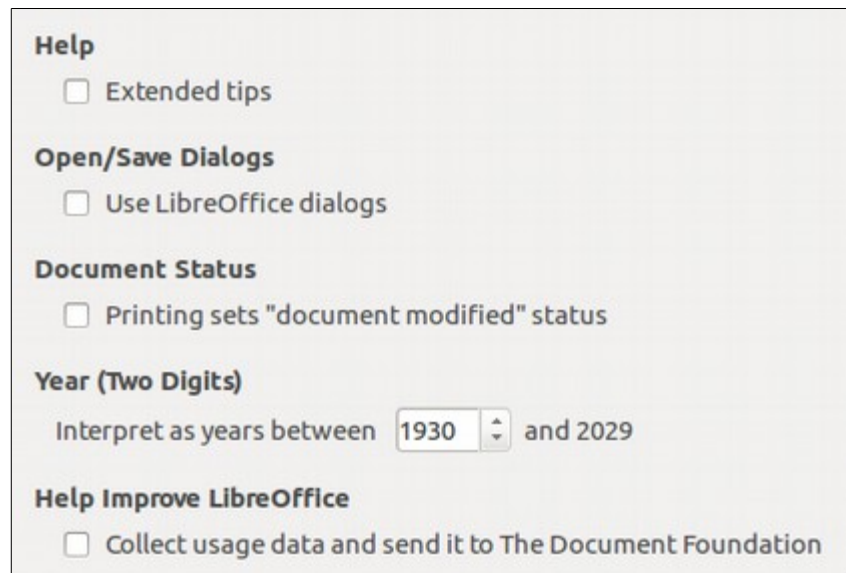 Help
Extended tips
Open/Save Dialogs
Use LibreOffice dialogs
Document Status
Printing sets "document modified" status
Year (Two Digits)
Interpret as years between 1930 and 2029
Help Improve LibreOffice
Collect usage data and send it to The Document Foundation